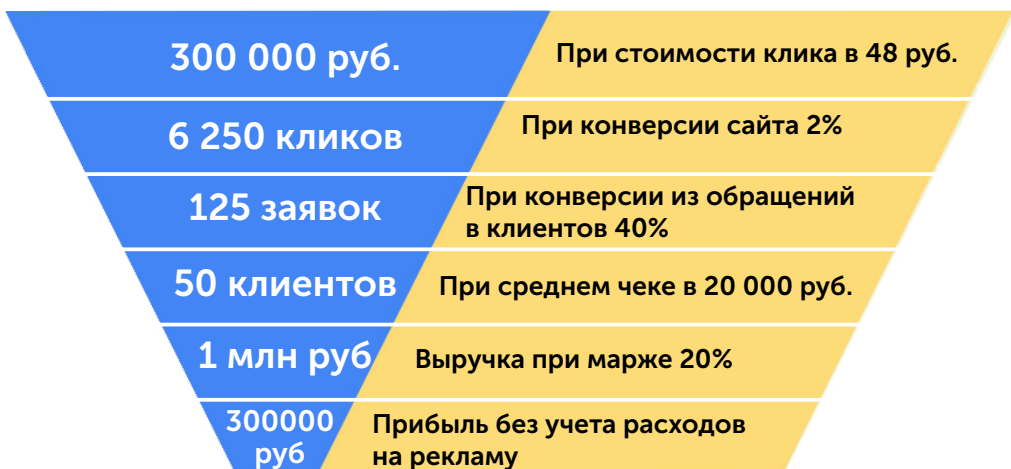 300 000 руб.
При стоимости клика в 48 руб.
6 250 кликов
При конверсии сайта 2%
125 заявок
При конверсии из обращений
в клиентов 40%
50 клиентов
При среднем чеке в 20 000 руб.
1 млн руб
Выручка при марже 20%
300000
руб
Прибыль без учета расходов
на рекламу